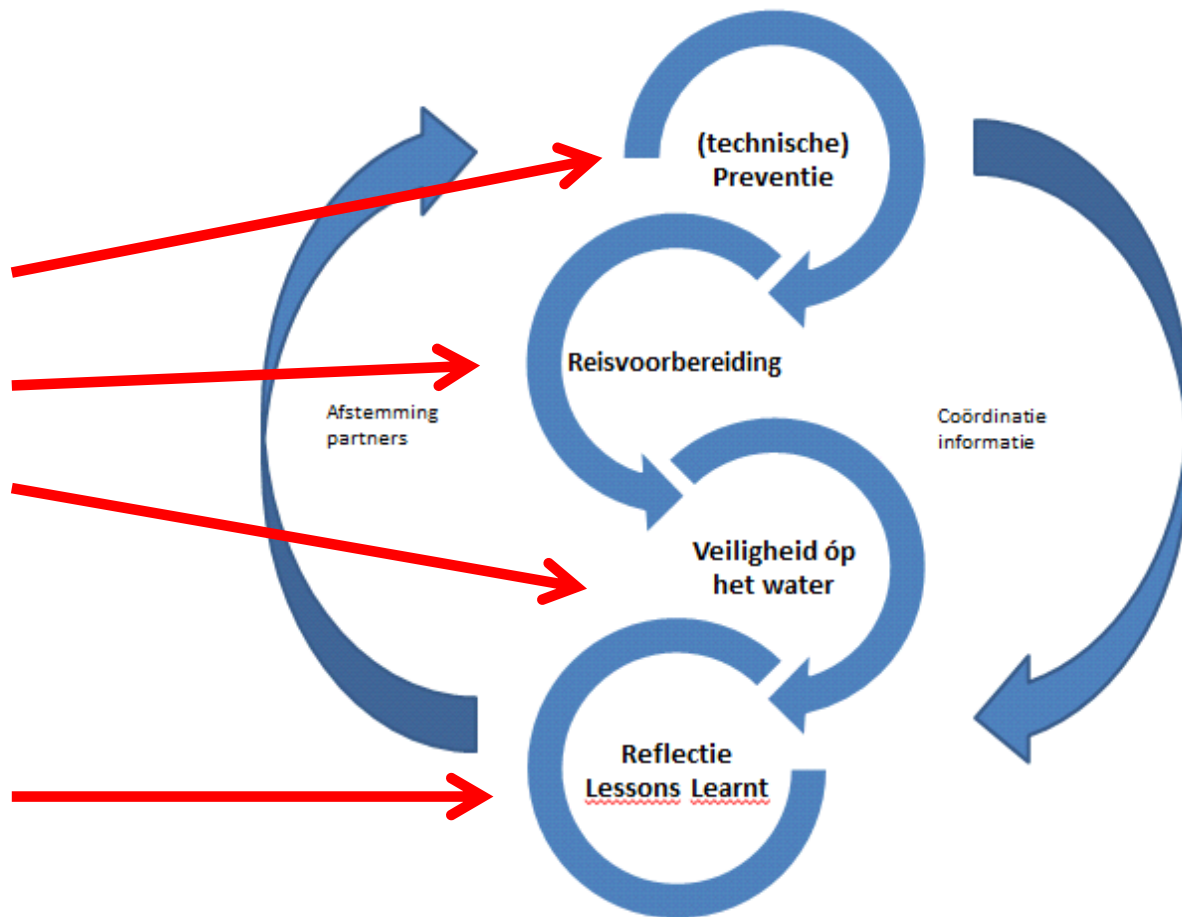 (technische)
Preventie
Reisvoorbereiding
Afstemming
partners
Coördinatie
informatie
Veiligheid óp
het water
Reflectie
Lessons Learnt